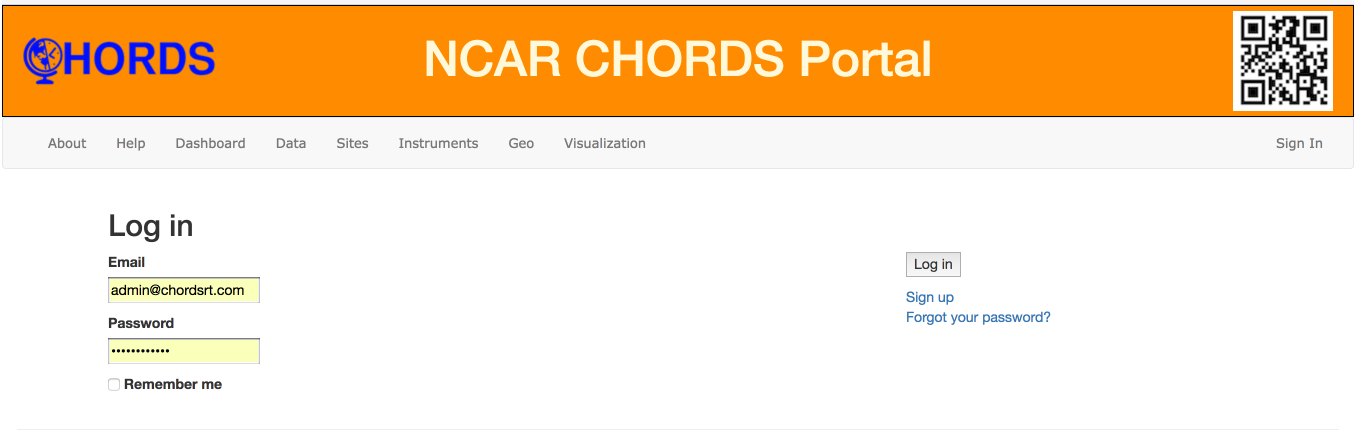 CHORDS
NCAR CHORDS Portal
About Help Dashboard Data Sites Instruments Geo Visualization Sign In
Log in
Email
admin@chordsrt.com
Password
••••••••••••
Remember me
Log in
Sign up
Forgot your password?